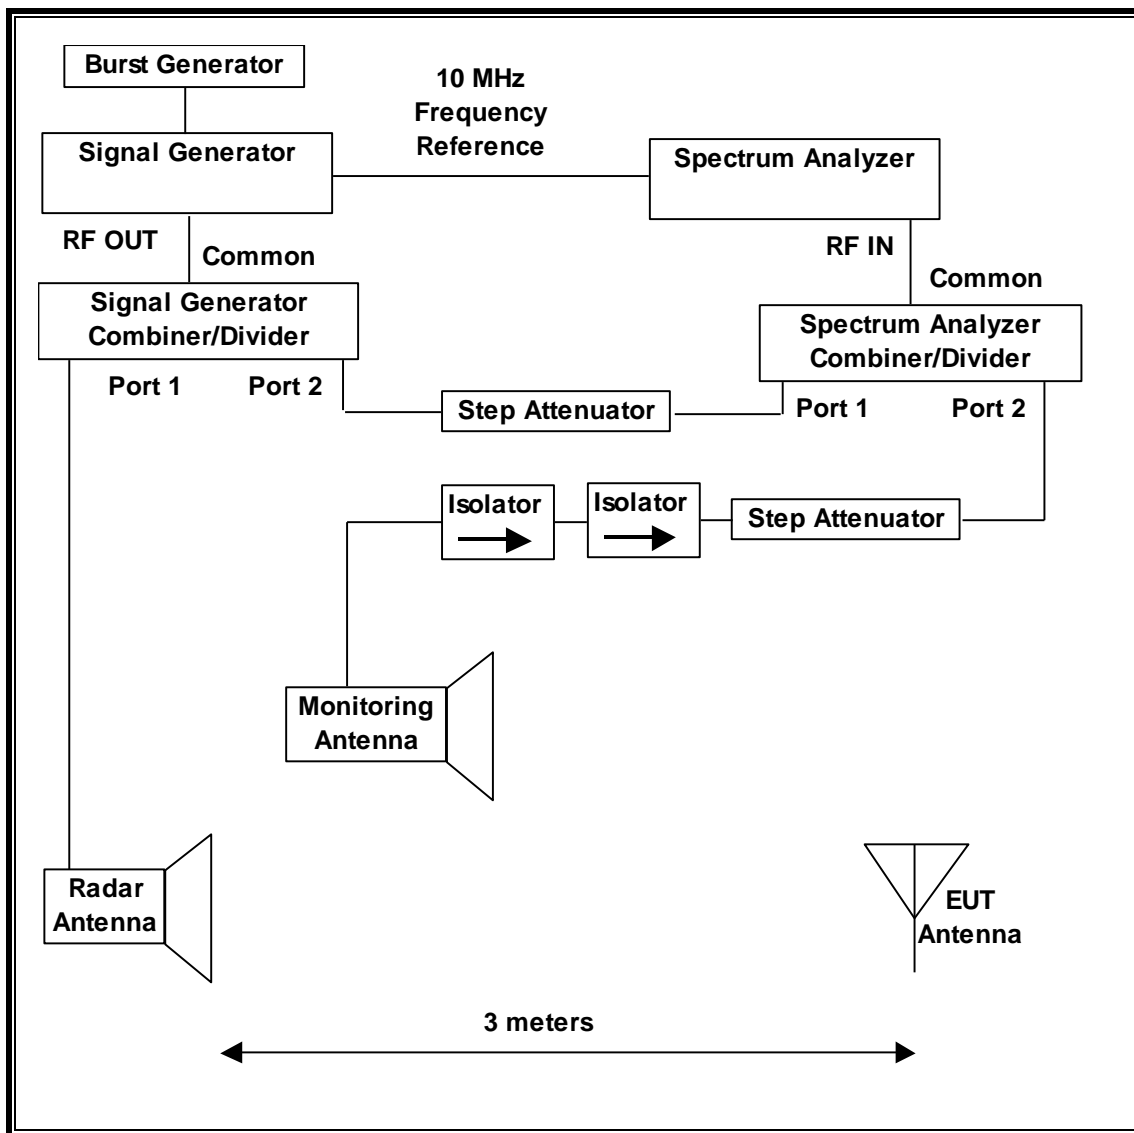 Burst Generator
10 MHz
Frequency
Reference
Signal Generator
Spectrum Analyzer
RF OUT
Common
RF IN
Common
Signal Generator
Combiner/Divider
Spectrum Analyzer
Combiner/Divider
Port 1
Port 2
Step Attenuator
Port 1
Port 2
Isolator
Isolator
Step Attenuator
Monitoring
Antenna
Radar
Antenna
EUT
Antenna
3 meters